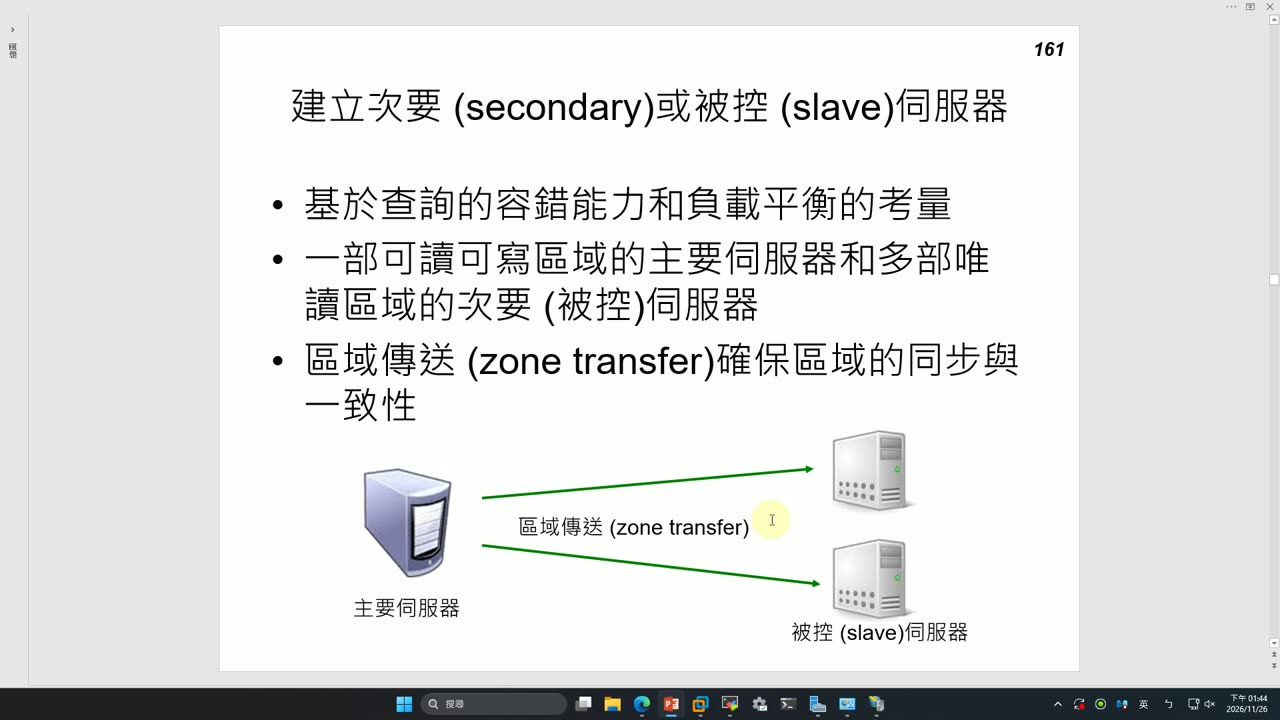 161
建立次要 (secondary)或被控 (slave)伺服器
• 基於查詢的容錯能力和負載平衡的考量
• 一部可讀可寫區域的主要伺服器和多部唯
讀區域的次要 (被控)伺服器
• 區域傳送 (zone transfer)確保區域的同步與
一致性
區域傳送 (zone transfer)
主要伺服器
被控 (slave)伺服器
搜尋
英
ㄅ
下午 01:44
2026/11/26